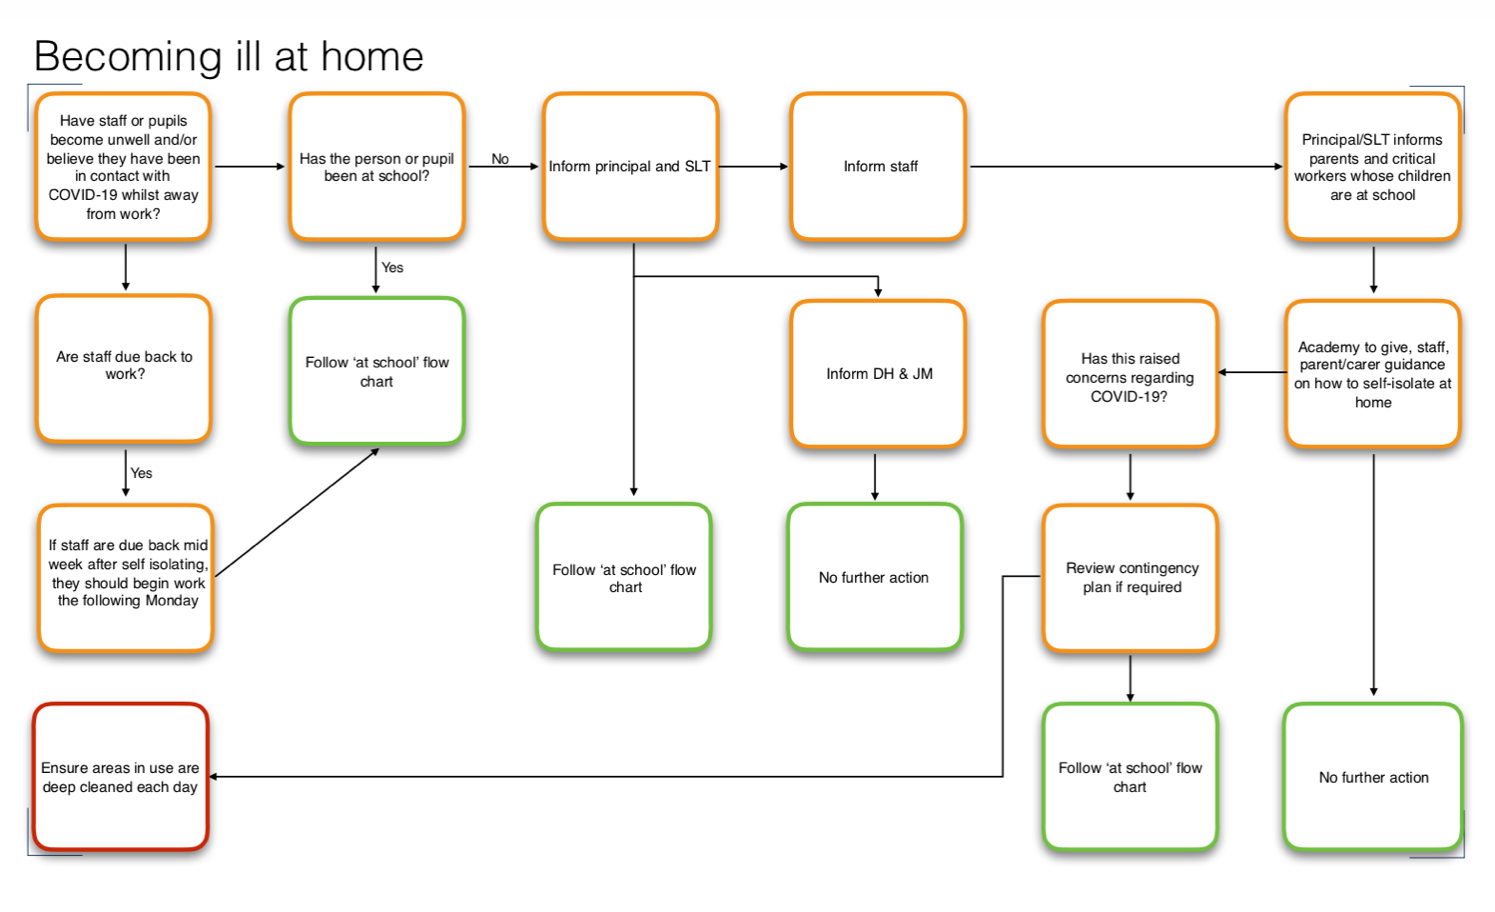 Becoming ill at home
Have staff or pupils
become unwell and/or
believe they have been
in contact with
COVID-19 whilst away
from work?
Has the person or pupil
been at school?
No
Inform principal and SLT
Inform staff
Principal/SLT informs
parents and critical
workers whose children
are at school
Yes
Are staff due back to
work?
Follow ‘at school’ flow
chart
Inform DH & JM
Has this raised
concerns regarding
COVID-19?
Academy to give, staff,
parent/carer guidance
on how to self-isolate at
home
Yes
If staff are due back mid
week after self isolating,
they should begin work
the following Monday
Follow ‘at school’ flow
chart
No further action
Review contingency
plan if required
Ensure areas in use are
deep cleaned each day
Follow ‘at school’ flow
chart
No further action